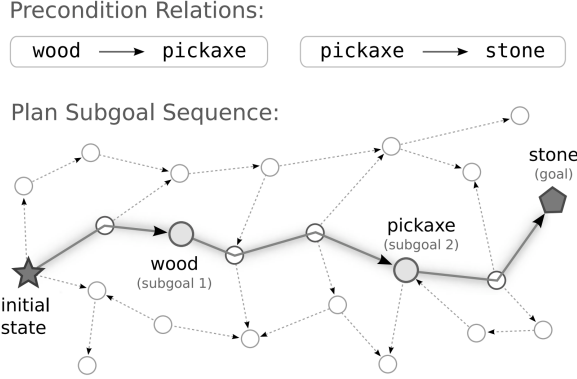 Precondition Relations:
wood → pickaxe
pickaxe → stone
Plan Subgoal Sequence:
stone
(goal)
pickaxe
(subgoal 2)
wood
(subgoal 1)
initial
state